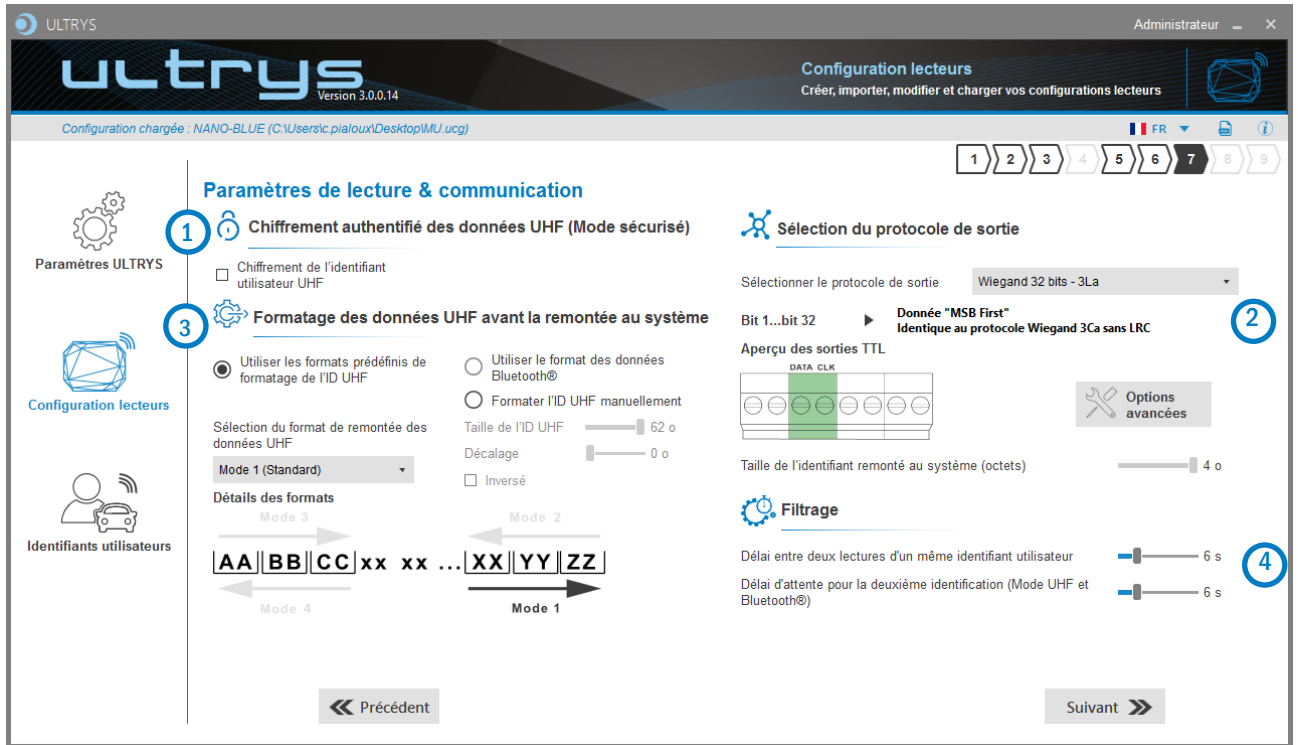 ULTRYS
Administrateur
ULTRYS
Version 3.0.0.14
Configuration lecteurs
Créer, importer, modifier et charger vos configurations lecteurs
Configuration chargée : NANO-BLUE (C:\Users\c.pialoux\Desktop\MU.ucg)
FR
1 2 3 4 5 6 7 8 9
Paramètres ULTRYS
Configuration lecteurs
Identifiants utilisateurs
Paramètres de lecture & communication
1
Chiffrement authentifié des données UHF (Mode sécurisé)
Chiffrement de l'identifiant
utilisateur UHF
3
Formatage des données UHF avant la remontée au système
Utiliser les formats prédéfinis de
formatage de l'ID UHF
Utiliser le format des données
Bluetooth®
Formater l'ID UHF manuellement
Sélection du format de remontée des
données UHF
Mode 1 (Standard)
Taille de l'ID UHF 62 o
Décalage 0 o
Inversé
Détails des formats
Mode 3 Mode 2
AA BB CC xx xx ... XX YY ZZ
Mode 4 Mode 1
Sélection du protocole de sortie
Sélectionner le protocole de sortie Wiegand 32 bits - 3La
2
Bit 1...bit 32 Donnée "MSB First"
Identique au protocole Wiegand 3Ca sans LRC
Aperçu des sorties TTL
DATA CLK
Options
avancées
Taille de l'identifiant remonté au système (octets) 4 o
Filtrage
Délai entre deux lectures d'un même identifiant utilisateur 6 s
4
Délai d'attente pour la deuxième identification (Mode UHF et
Bluetooth®) 6 s
Précédent
Suivant